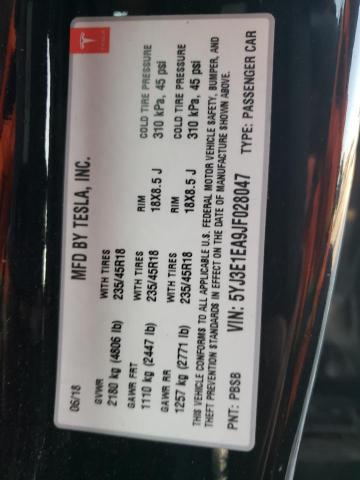 TESLA
06/18 MFD BY TESLA, INC.
GVWR WITH TIRES RIM COLD TIRE PRESSURE
2180 kg (4806 lb) 235/45R18 18X8.5 J 310 kPa, 45 psi
GAWR FRT WITH TIRES RIM COLD TIRE PRESSURE
1110 kg (2447 lb) 235/45R18 18X8.5 J 310 kPa, 45 psi
GAWR RR
1257 kg (2771 lb)
THIS VEHICLE CONFORMS TO ALL APPLICABLE U.S. FEDERAL MOTOR VEHICLE SAFETY, BUMPER, AND
THEFT PREVENTION STANDARDS IN EFFECT ON THE DATE OF MANUFACTURE SHOWN ABOVE.
PNT: PBSB VIN: 5YJ3E1EA9JF028047 TYPE: PASSENGER CAR